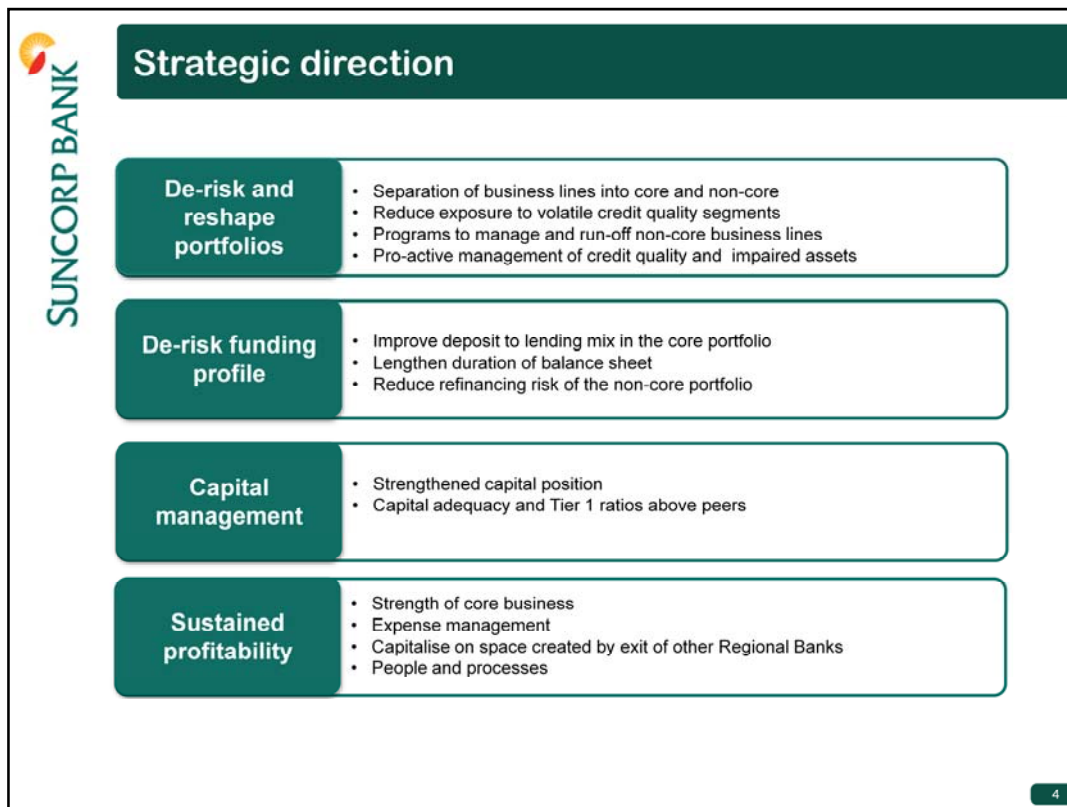 SUNCORP BANK
Strategic direction
De-risk and
reshape
portfolios
• Separation of business lines into core and non-core
• Reduce exposure to volatile credit quality segments
• Programs to manage and run-off non-core business lines
• Pro-active management of credit quality and impaired assets
De-risk funding
profile
• Improve deposit to lending mix in the core portfolio
• Lengthen duration of balance sheet
• Reduce refinancing risk of the non-core portfolio
Capital
management
• Strengthened capital position
• Capital adequacy and Tier 1 ratios above peers
Sustained
profitability
• Strength of core business
• Expense management
• Capitalise on space created by exit of other Regional Banks
• People and processes
4